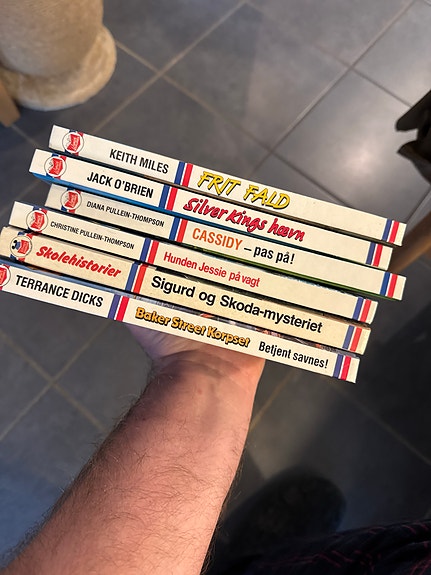 KEITH MILES FRIT FALD
JACK O'BRIEN Silver Kings hævn
DIANA PULLEIN-THOMPSON CASSIDY – pas på!
CHRISTINE PULLEIN-THOMPSON Hunden Jessie på vagt
Skolehistorier Sigurd og Skoda-mysteriet
TERRANCE DICKS Baker Street Korpset Betjent savnes!